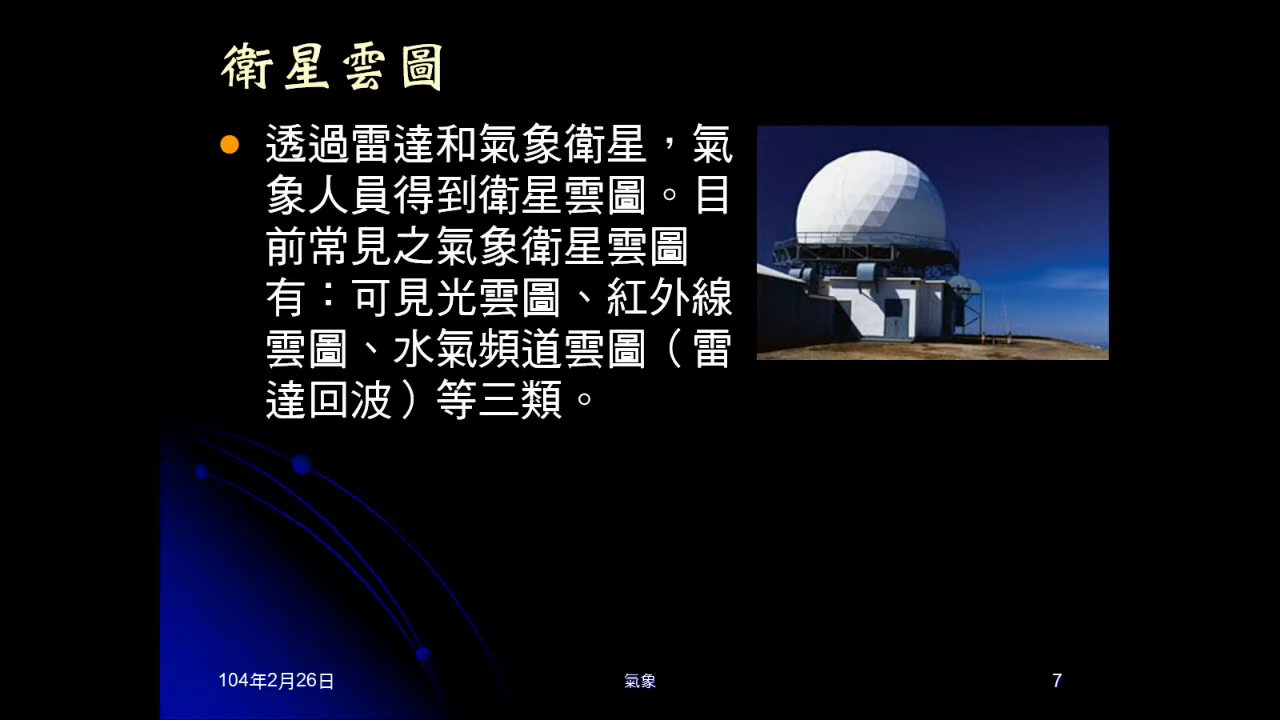 衛星雲圖
透過雷達和氣象衛星，氣
象人員得到衛星雲圖。目
前常見之氣象衛星雲圖
有：可見光雲圖、紅外線
雲圖、水氣頻道雲圖（雷
達回波）等三類。
104年2月26日
氣象
7